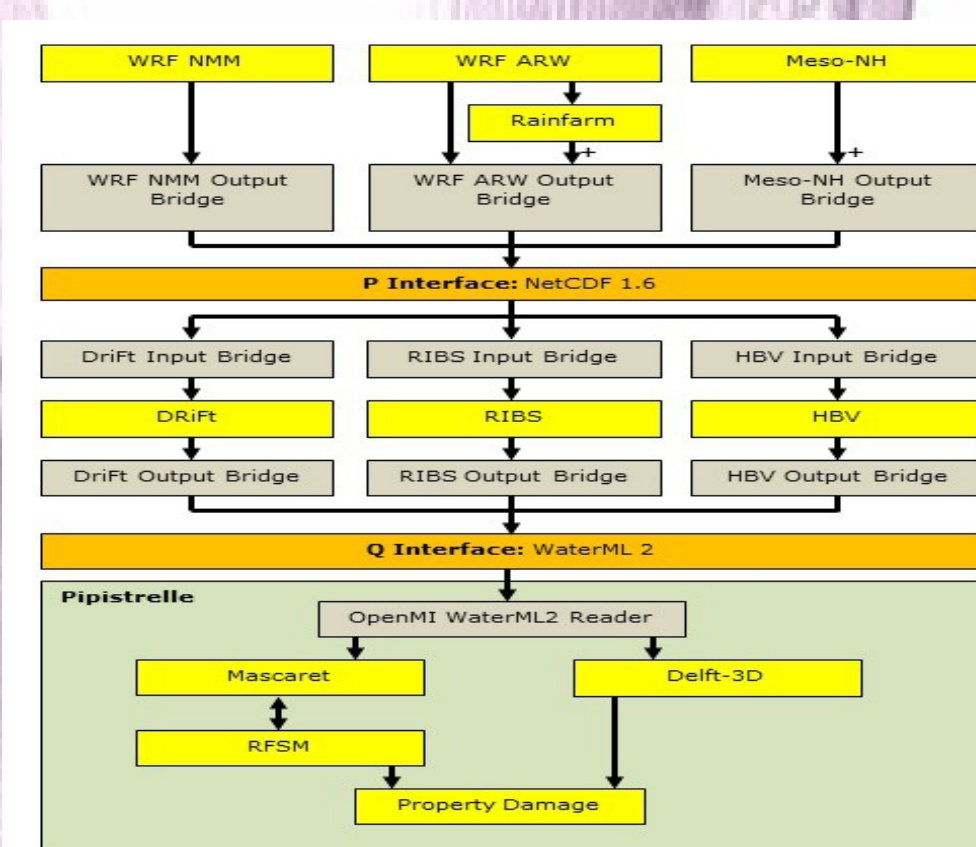 WRF NMM
WRF ARW
Meso-NH
Rainfarm
+
+
WRF NMM Output
Bridge
WRF ARW Output
Bridge
Meso-NH Output
Bridge
P Interface: NetCDF 1.6
DriFt Input Bridge
RIBS Input Bridge
HBV Input Bridge
DRiFt
RIBS
HBV
DriFt Output Bridge
RIBS Output Bridge
HBV Output Bridge
Q Interface: WaterML 2
Pipistrelle
OpenMI WaterML2 Reader
Mascaret
Delft-3D
RFSM
Property Damage